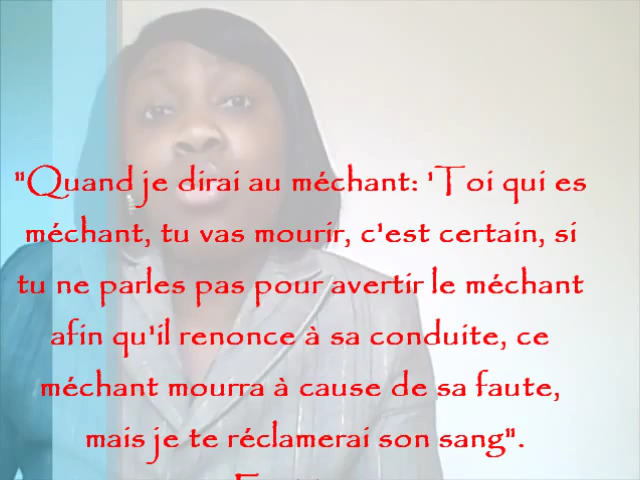 "Quand je dirai au méchant: 'Toi qui es
méchant, tu vas mourir, c'est certain, si
tu ne parles pas pour avertir le méchant
afin qu'il renonce à sa conduite, ce
méchant mourra à cause de sa faute,
mais je te réclamerai son sang".